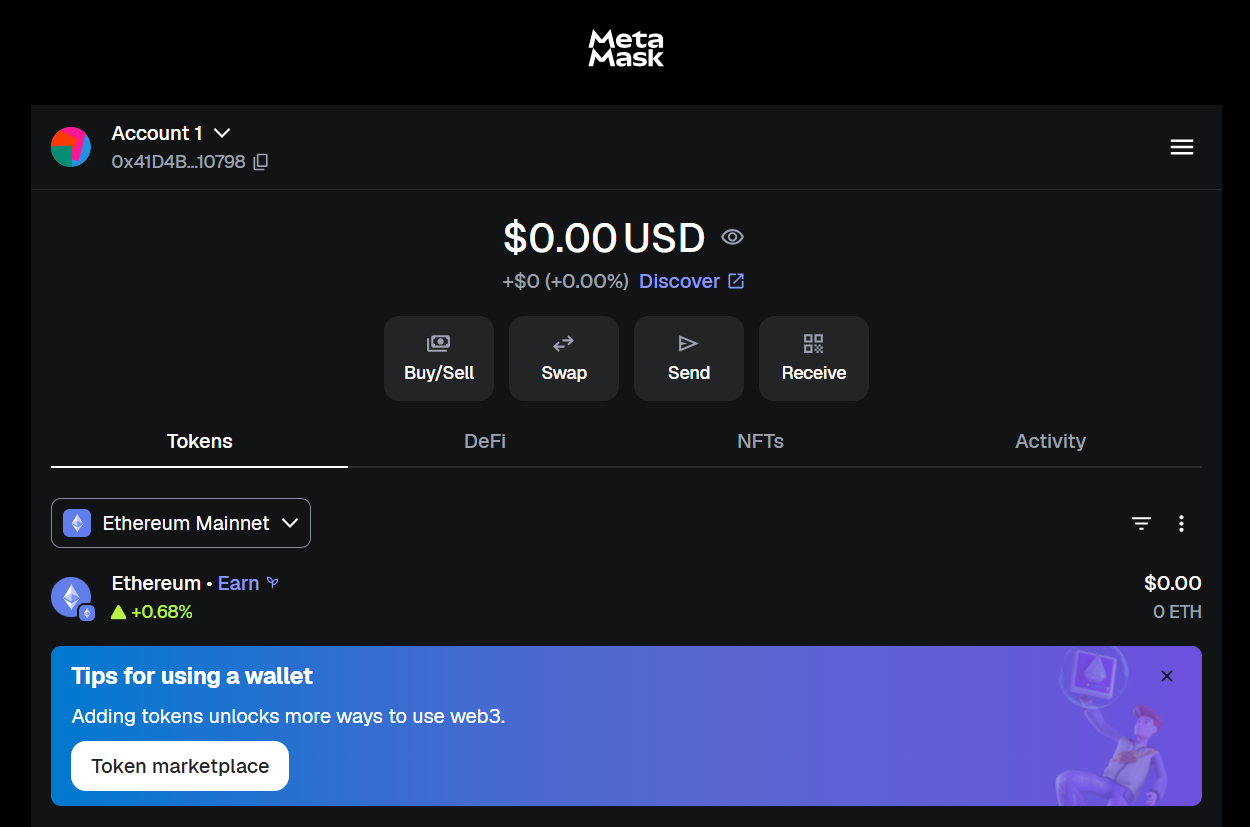 Meta
Mask
Account 1
0x41D4B...10798
$0.00 USD
+$0 (+0.00%) Discover
Buy/Sell Swap Send Receive
Tokens DeFi NFTs Activity
Ethereum Mainnet
Ethereum • Earn $0.00
+0.68% 0 ETH
Tips for using a wallet
Adding tokens unlocks more ways to use web3.
Token marketplace